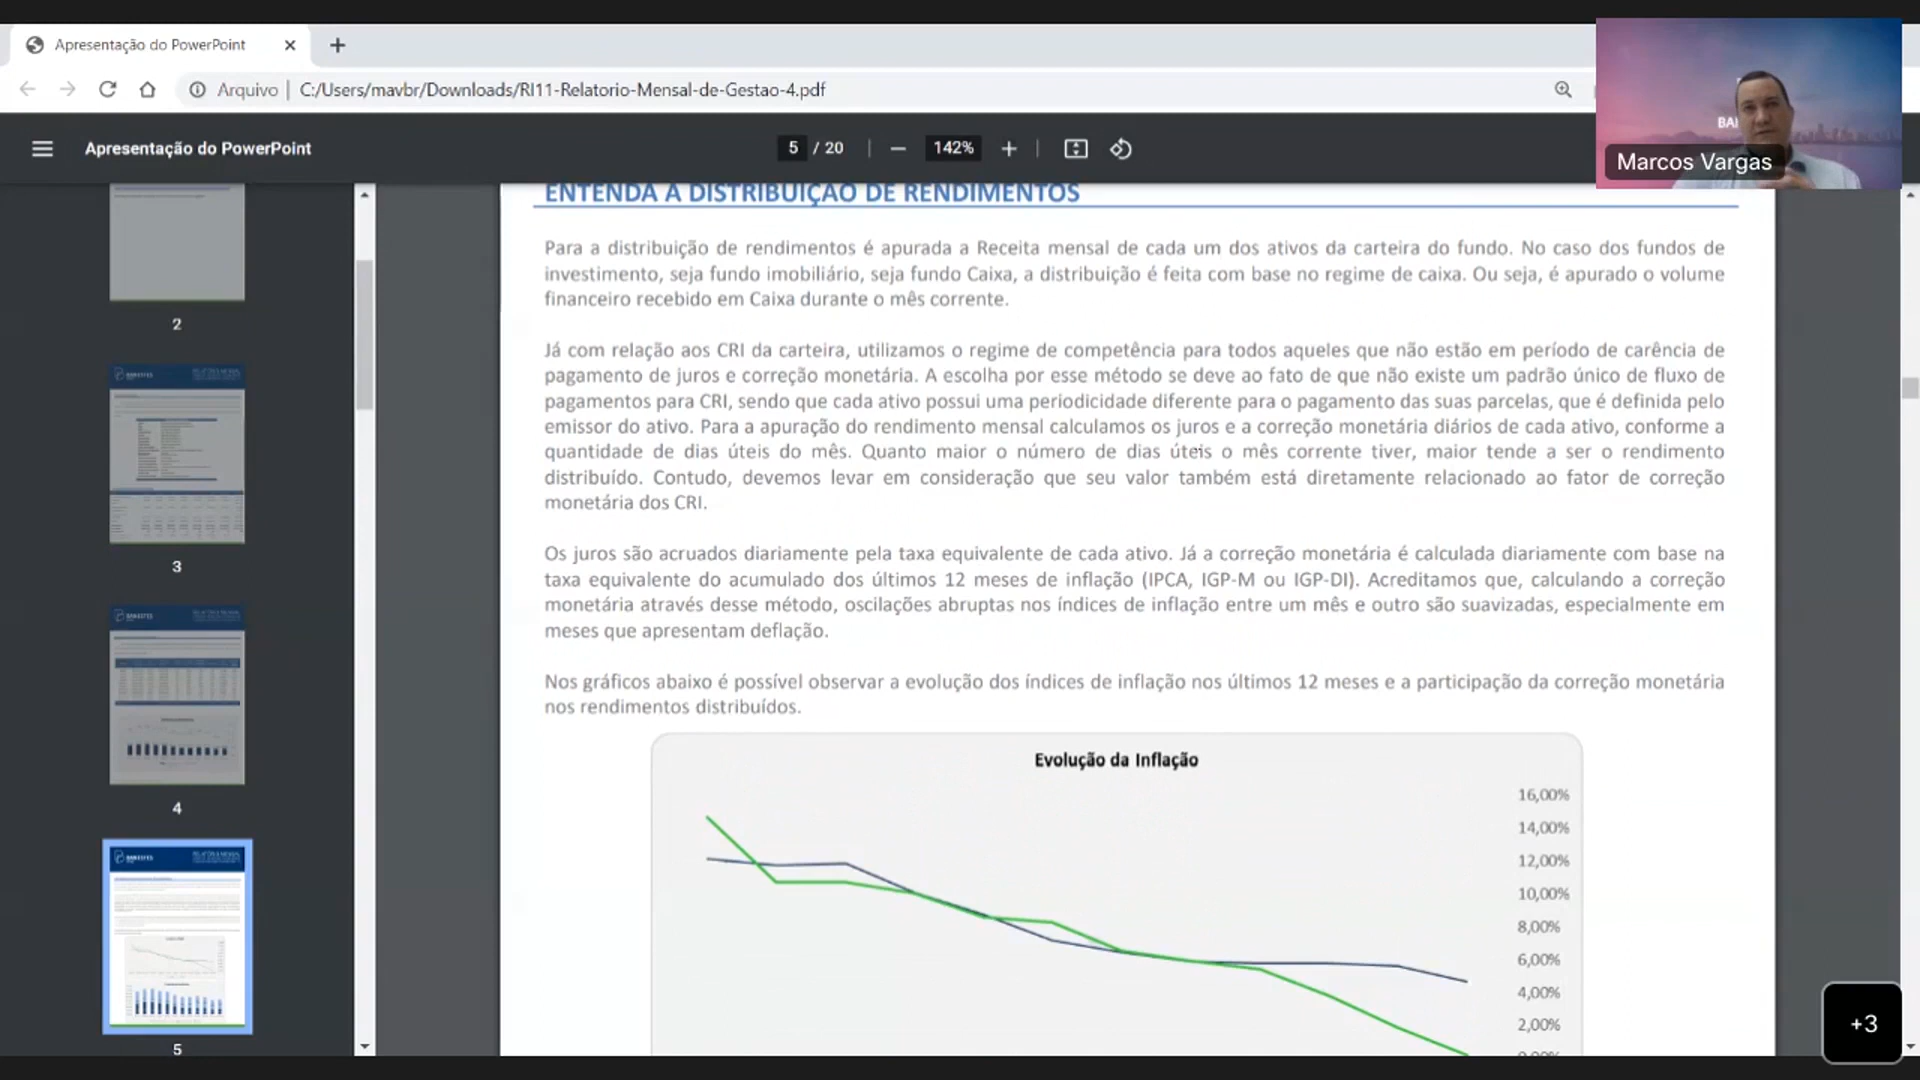 Apresentação do PowerPoint
Arquivo
C:/Users/mavbr/Downloads/RI11-Relatorio-Mensal-de-Gestao-4.pdf
Apresentação do PowerPoint
5 / 20
142%
Marcos Vargas
2
3
4
5
ENTENDA A DISTRIBUIÇÃO DE RENDIMENTOS
Para a distribuição de rendimentos é apurada a Receita mensal de cada um dos ativos da carteira do fundo. No caso dos fundos de
investimento, seja fundo imobiliário, seja fundo Caixa, a distribuição é feita com base no regime de caixa. Ou seja, é apurado o volume
financeiro recebido em Caixa durante o mês corrente.
Já com relação aos CRI da carteira, utilizamos o regime de competência para todos aqueles que não estão em período de carência de
pagamento de juros e correção monetária. A escolha por esse método se deve ao fato de que não existe um padrão único de fluxo de
pagamentos para CRI, sendo que cada ativo possui uma periodicidade diferente para o pagamento das suas parcelas, que é definida pelo
emissor do ativo. Para a apuração do rendimento mensal calculamos os juros e a correção monetária diários de cada ativo, conforme a
quantidade de dias úteis do mês. Quanto maior o número de dias úteis o mês corrente tiver, maior tende a ser o rendimento
distribuído. Contudo, devemos levar em consideração que seu valor também está diretamente relacionado ao fator de correção
monetária dos CRI.
Os juros são acruados diariamente pela taxa equivalente de cada ativo. Já a correção monetária é calculada diariamente com base na
taxa equivalente do acumulado dos últimos 12 meses de inflação (IPCA, IGP-M ou IGP-DI). Acreditamos que, calculando a correção
monetária através desse método, oscilações abruptas nos índices de inflação entre um mês e outro são suavizadas, especialmente em
meses que apresentam deflação.
Nos gráficos abaixo é possível observar a evolução dos índices de inflação nos últimos 12 meses e a participação da correção monetária
nos rendimentos distribuídos.
Evolução da Inflação
16,00%
14,00%
12,00%
10,00%
8,00%
6,00%
4,00%
2,00%
+3